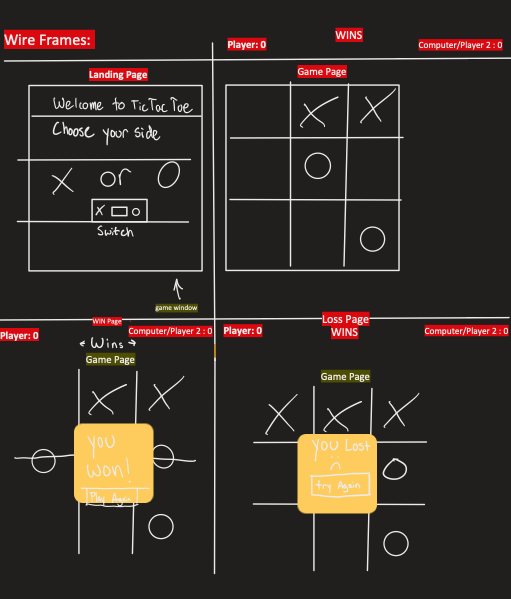 Wire Frames:
Landing Page
Welcome to TicTacToe
Choose your side
X or O
X O
Switch
game window
WINS
Player: 0
Computer/Player 2 : 0
Game Page
X X
O
O
WIN Page
Player: 0
Computer/Player 2 : 0
Wins
Game Page
X X
O O
you
won!
Play Again
O
Loss Page
WINS
Player: 0
Computer/Player 2 : 0
Game Page
X X X
You Lost
O
try Again
O